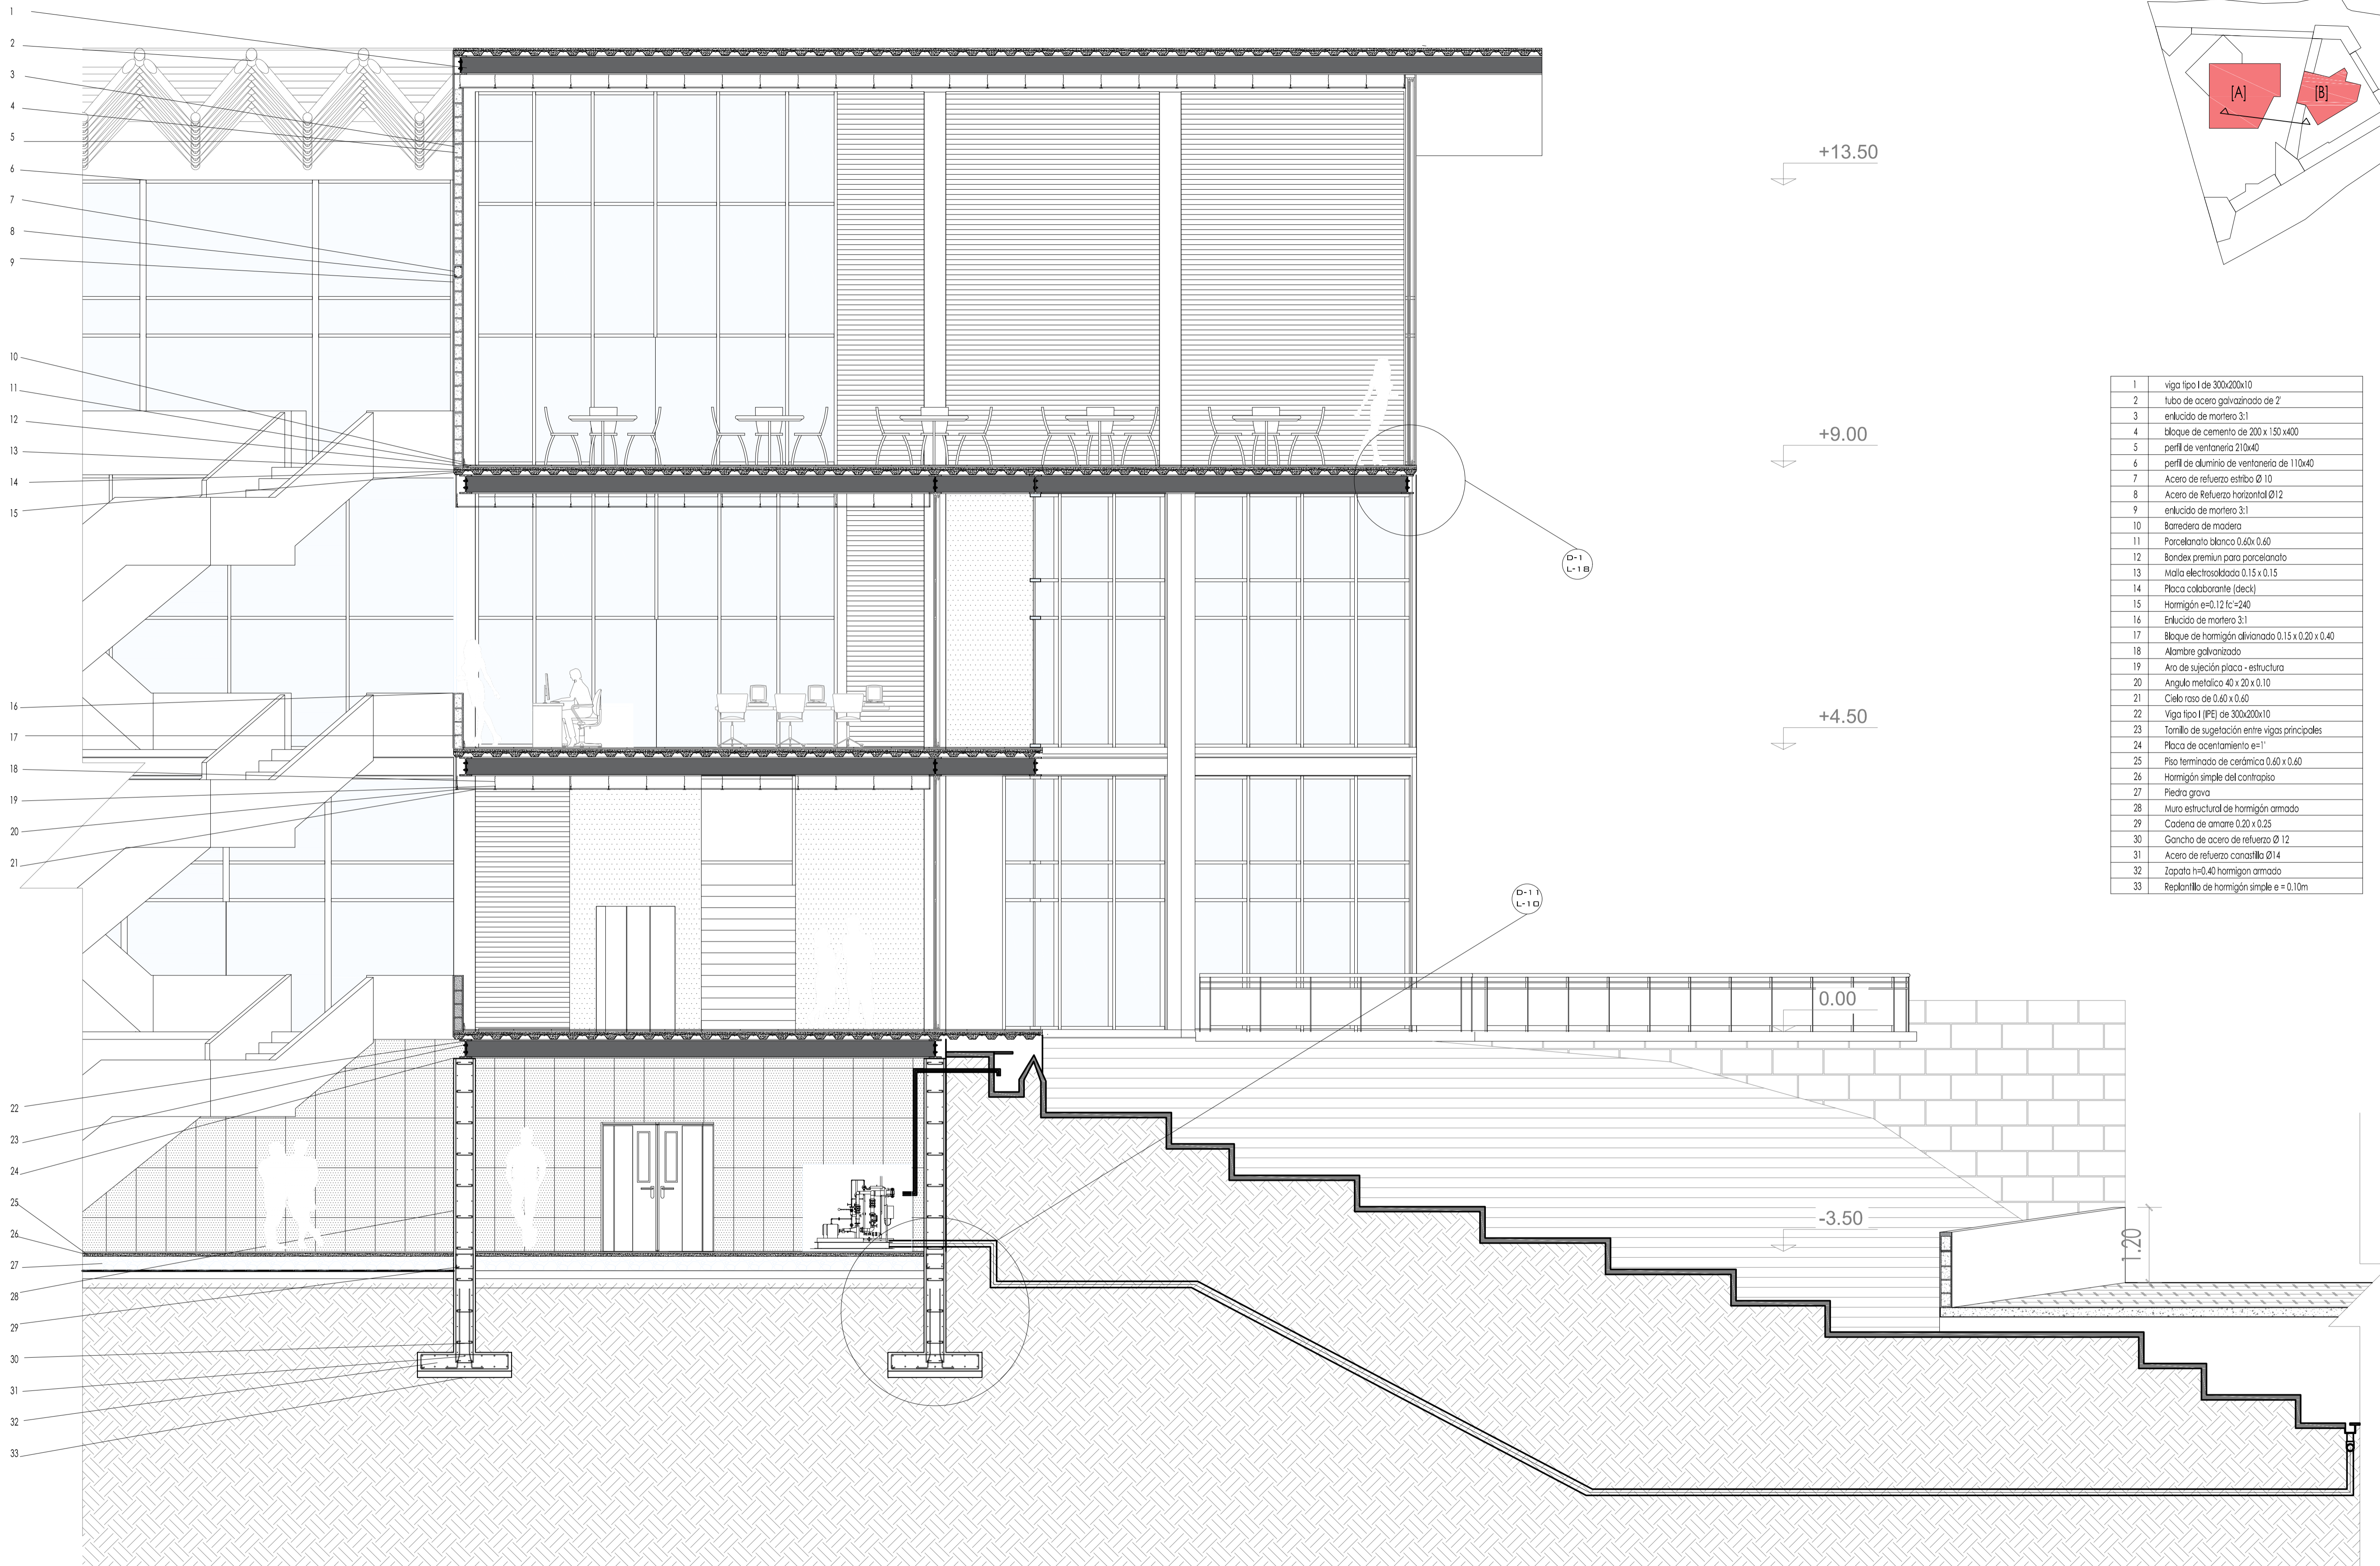 1
2
3
4
5
6
7
8
9
10
11
12
13
14
15
16
17
18
19
20
21
22
23
24
25
26
27
28
29
30
31
32
33
[A]
[B]
+13.50
+9.00
+4.50
0.00
-3.50
1.20
D-1
L-18
D-11
L-10
1 viga tipo I de 300x200x10
2 tubo de acero galvazinado de 2'
3 enlucido de mortero 3:1
4 bloque de cemento de 200 x 150 x400
5 perfil de ventaneria 210x40
6 perfil de aluminio de ventaneria de 110x40
7 Acero de refuerzo estribo Ø 10
8 Acero de Refuerzo horizontal Ø12
9 enlucido de mortero 3:1
10 Barredera de madera
11 Porcelanato blanco 0.60x 0.60
12 Bondex premiun para porcelanato
13 Malla electrosoldada 0.15 x 0.15
14 Placa colaborante (deck)
15 Hormigón e=0.12 fc'=240
16 Enlucido de mortero 3:1
17 Bloque de hormigón alivianado 0.15 x 0.20 x 0.40
18 Alambre galvanizado
19 Aro de sujeción placa - estructura
20 Angulo metalico 40 x 20 x 0.10
21 Cielo raso de 0.60 x 0.60
22 Viga tipo I (IPE) de 300x200x10
23 Tornillo de sugetación entre vigas principales
24 Placa de acentamiento e=1'
25 Piso terminado de cerámica 0.60 x 0.60
26 Hormigón simple del contrapiso
27 Piedra grava
28 Muro estructural de hormigón armado
29 Cadena de amarre 0.20 x 0.25
30 Gancho de acero de refuerzo Ø 12
31 Acero de refuerzo canastilla Ø14
32 Zapata h=0.40 hormigon armado
33 Replantillo de hormigón simple e = 0.10m